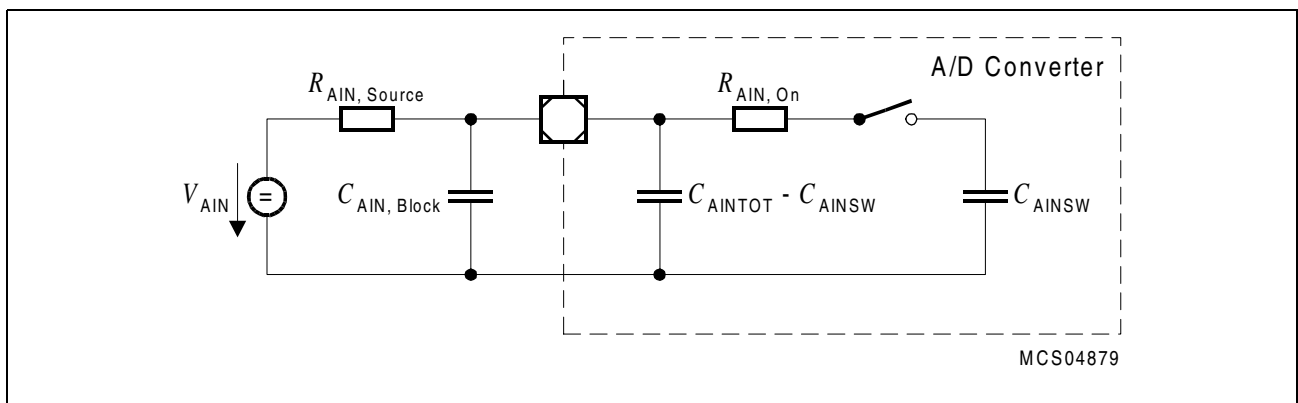 A/D Converter
R AIN, Source
R AIN, On
V AIN
=
C AIN, Block
C AINTOT - C AINSW
C AINSW
MCS04879